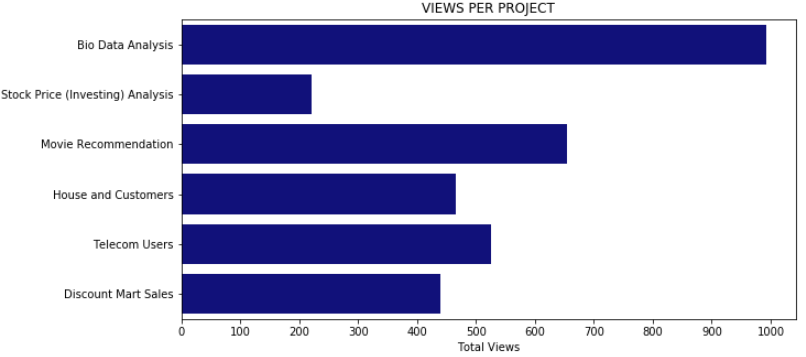 VIEWS PER PROJECT
Bio Data Analysis
Stock Price (Investing) Analysis
Movie Recommendation
House and Customers
Telecom Users
Discount Mart Sales
0 100 200 300 400 500 600 700 800 900 1000
Total Views